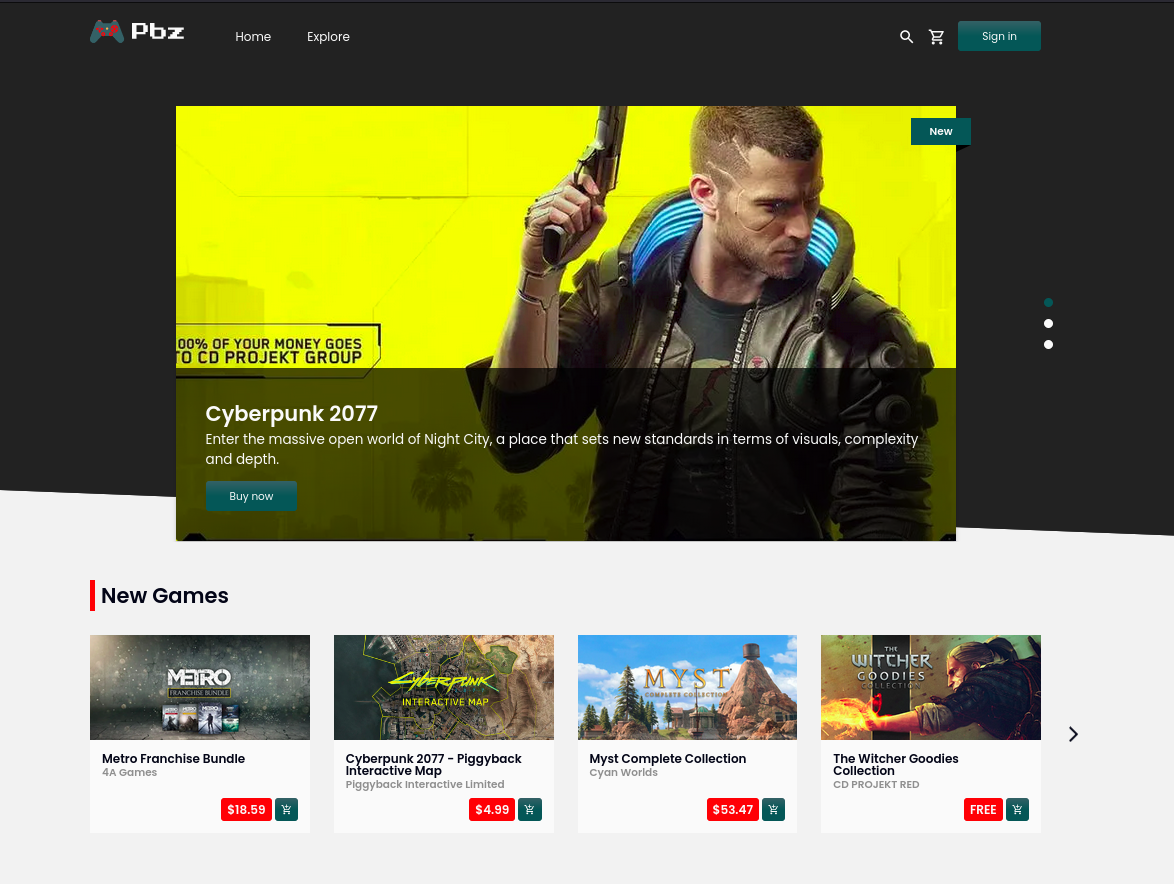 Pbz
Home
Explore
Sign in
New
00% OF YOUR MONEY GOES
TO CD PROJEKT GROUP
Cyberpunk 2077
Enter the massive open world of Night City, a place that sets new standards in terms of visuals, complexity
and depth.
Buy now
New Games
METRO
FRANCHISE BUNDLE
Metro Franchise Bundle
4A Games
$18.59
Cyberpunk
INTERACTIVE MAP
Cyberpunk 2077 - Piggyback
Interactive Map
Piggyback Interactive Limited
$4.99
MYST
COMPLETE COLLECTION
Myst Complete Collection
Cyan Worlds
$53.47
THE
WITCHER
GOODIES
COLLECTION
The Witcher Goodies
Collection
CD PROJEKT RED
FREE